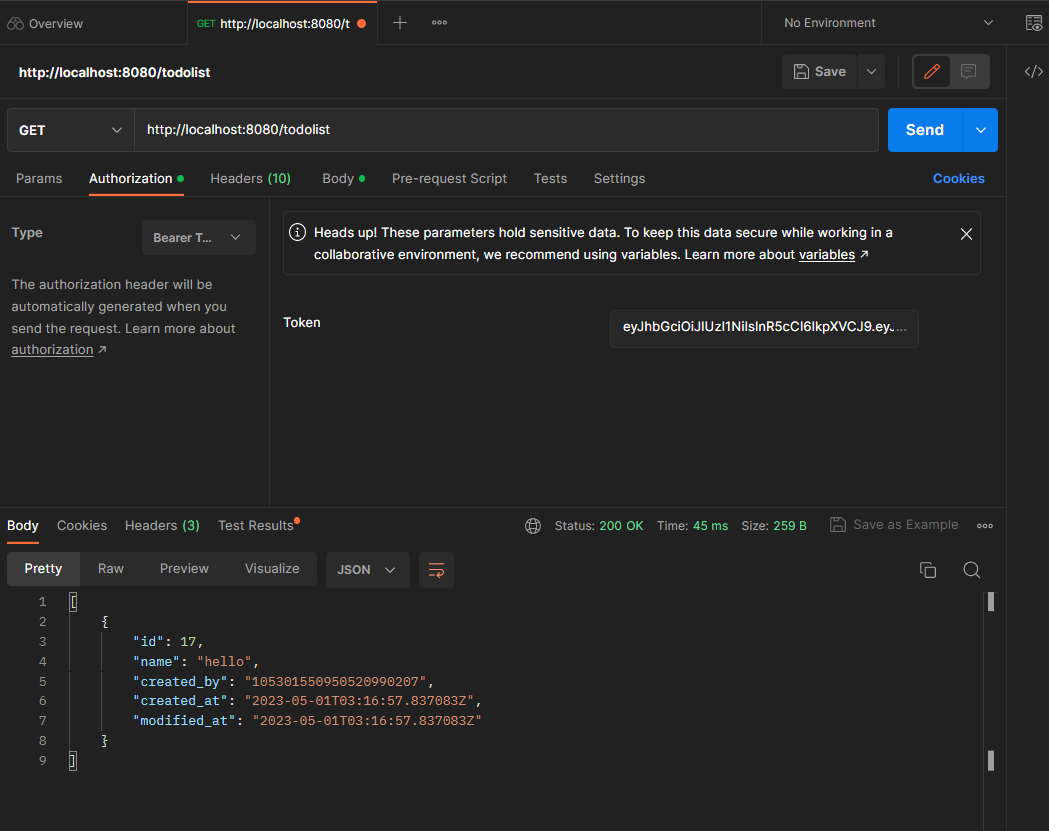 Overview
GET http://localhost:8080/t
No Environment
http://localhost:8080/todolist
Save
GET
http://localhost:8080/todolist
Send
Params
Authorization
Headers (10)
Body
Pre-request Script
Tests
Settings
Cookies
Type
Bearer T...
The authorization header will be
automatically generated when you
send the request. Learn more about
authorization ↗
Heads up! These parameters hold sensitive data. To keep this data secure while working in a
collaborative environment, we recommend using variables. Learn more about variables ↗
Token
eyJhbGciOiJIUzI1NiIsInR5cCI6IkpXVCJ9.eyJ...
Body
Cookies
Headers (3)
Test Results
Status: 200 OK
Time: 45 ms
Size: 259 B
Save as Example
Pretty
Raw
Preview
Visualize
JSON
1 [
2 {
3 "id": 17,
4 "name": "hello",
5 "created_by": "105301550950520990207",
6 "created_at": "2023-05-01T03:16:57.837083Z",
7 "modified_at": "2023-05-01T03:16:57.837083Z"
8 }
9 ]